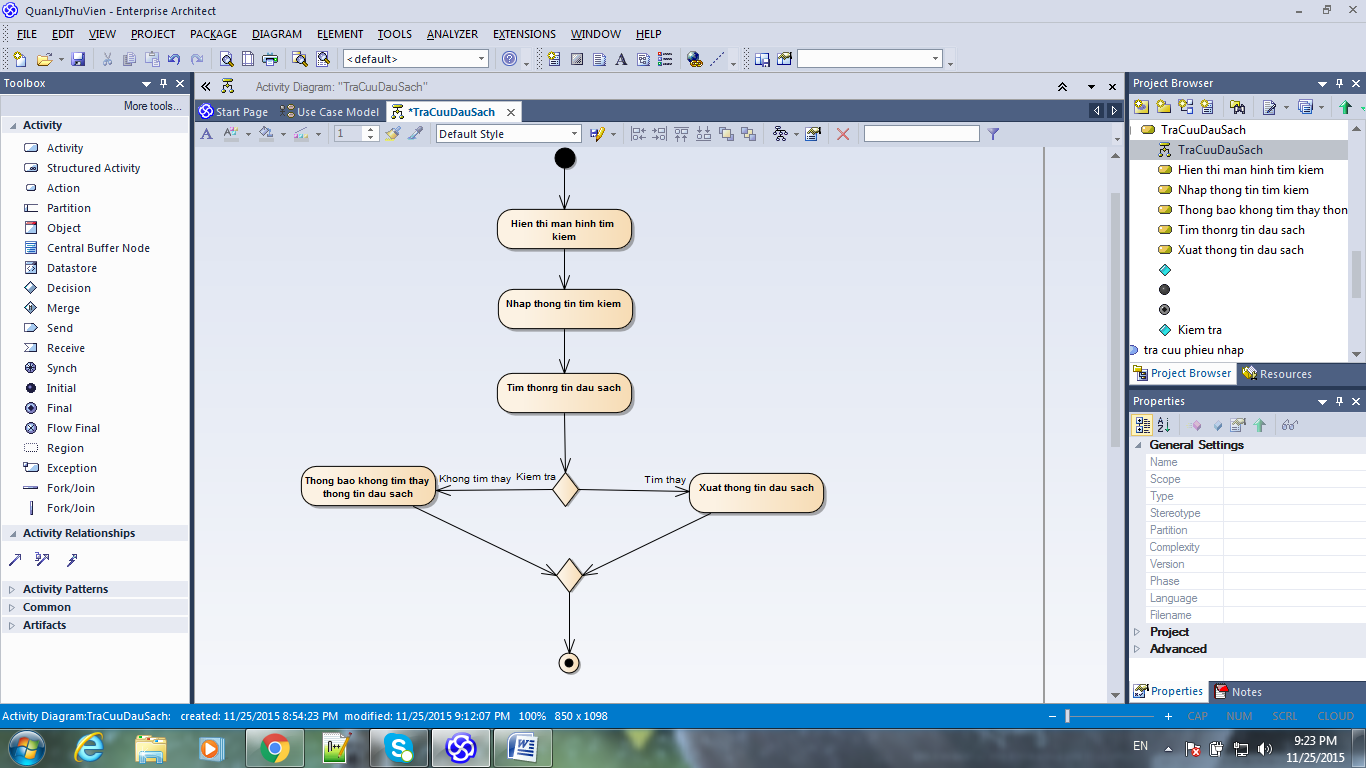 QuanLyThuVien - Enterprise Architect
FILE EDIT VIEW PROJECT PACKAGE DIAGRAM ELEMENT TOOLS ANALYZER EXTENSIONS WINDOW HELP
<default>
Toolbox
More tools...
Activity
Activity
Structured Activity
Action
Partition
Object
Central Buffer Node
Datastore
Decision
Merge
Send
Receive
Synch
Initial
Final
Flow Final
Region
Exception
Fork/Join
Fork/Join
Activity Relationships
Activity Patterns
Common
Artifacts
Activity Diagram: "TraCuuDauSach"
Start Page Use Case Model *TraCuuDauSach
1 Default Style
Hien thi man hinh tim
kiem
Nhap thong tin tim kiem
Tim thonrg tin dau sach
Kiem tra
Khong tim thay
Tim thay
Thong bao khong tim thay
thong tin dau sach
Xuat thong tin dau sach
Project Browser
TraCuuDauSach
TraCuuDauSach
Hien thi man hinh tim kiem
Nhap thong tin tim kiem
Thong bao khong tim thay thon
Tim thonrg tin dau sach
Xuat thong tin dau sach
Kiem tra
tra cuu phieu nhap
Project Browser Resources
Properties
General Settings
Name
Scope
Type
Stereotype
Partition
Complexity
Version
Phase
Language
Filename
Project
Advanced
Properties Notes
Activity Diagram:TraCuuDauSach: created: 11/25/2015 8:54:23 PM modified: 11/25/2015 9:12:07 PM 100% 850 x 1098
CAP NUM SCRL CLOUD
EN
9:23 PM
11/25/2015